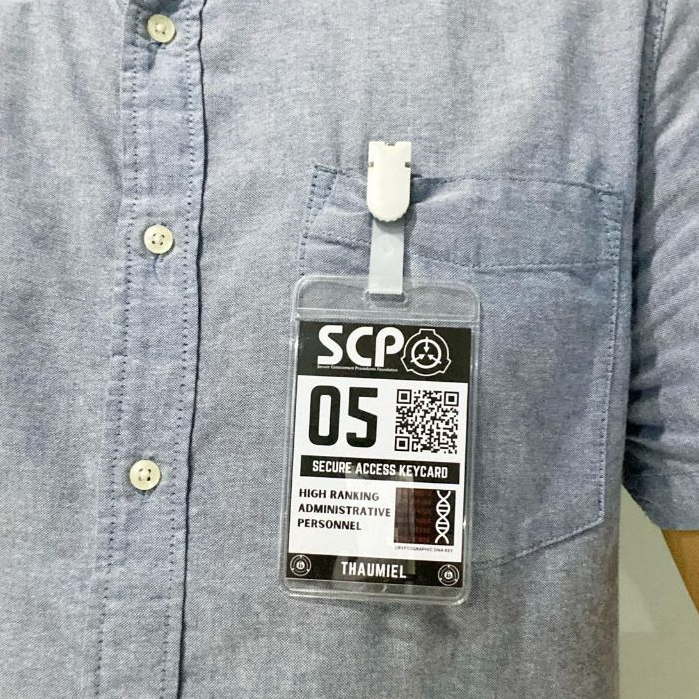 SCP
Secure Containment Procedures Foundation
05
SECURE ACCESS KEYCARD
HIGH RANKING
ADMINISTRATIVE
PERSONNEL
CRYPTOGRAPHIC DNA KEY
THAUMIEL